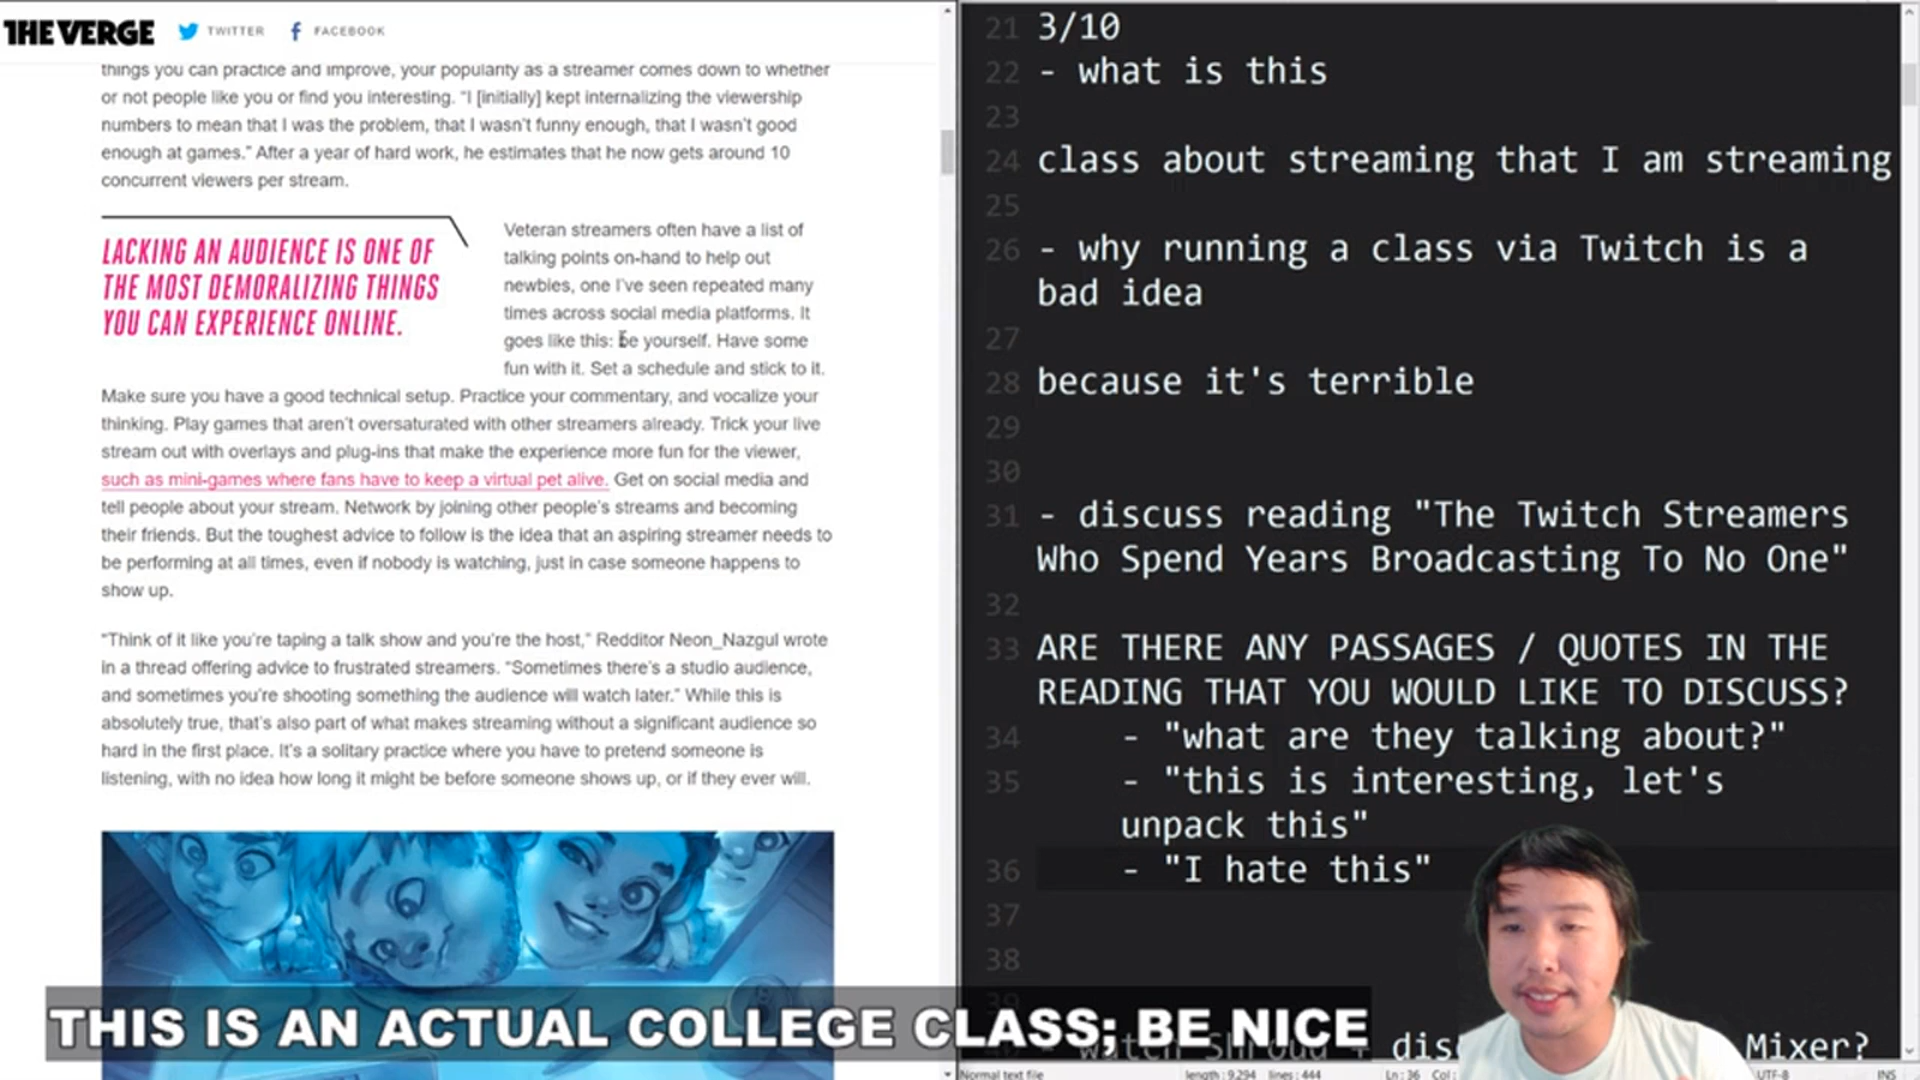 THE VERGE TWITTER FACEBOOK
things you can practice and improve, your popularity as a streamer comes down to whether
or not people like you or find you interesting. “I [initially] kept internalizing the viewership
numbers to mean that I was the problem, that I wasn’t funny enough, that I wasn’t good
enough at games.” After a year of hard work, he estimates that he now gets around 10
concurrent viewers per stream.
LACKING AN AUDIENCE IS ONE OF
THE MOST DEMORALIZING THINGS
YOU CAN EXPERIENCE ONLINE.
Veteran streamers often have a list of
talking points on-hand to help out
newbies, one I’ve seen repeated many
times across social media platforms. It
goes like this: Be yourself. Have some
fun with it. Set a schedule and stick to it.
Make sure you have a good technical setup. Practice your commentary, and vocalize your
thinking. Play games that aren’t oversaturated with other streamers already. Trick your live
stream out with overlays and plug-ins that make the experience more fun for the viewer,
such as mini-games where fans have to keep a virtual pet alive. Get on social media and
tell people about your stream. Network by joining other people’s streams and becoming
their friends. But the toughest advice to follow is the idea that an aspiring streamer needs to
be performing at all times, even if nobody is watching, just in case someone happens to
show up.
“Think of it like you’re taping a talk show and you’re the host,” Redditor Neon_Nazgul wrote
in a thread offering advice to frustrated streamers. “Sometimes there’s a studio audience,
and sometimes you’re shooting something the audience will watch later.” While this is
absolutely true, that’s also part of what makes streaming without a significant audience so
hard in the first place. It’s a solitary practice where you have to pretend someone is
listening, with no idea how long it might be before someone shows up, or if they ever will.
21 3/10
22 - what is this
23
24 class about streaming that I am streaming
25
26 - why running a class via Twitch is a
bad idea
27
28 because it's terrible
29
30
31 - discuss reading "The Twitch Streamers
Who Spend Years Broadcasting To No One"
32
33 ARE THERE ANY PASSAGES / QUOTES IN THE
READING THAT YOU WOULD LIKE TO DISCUSS?
34 - "what are they talking about?"
35 - "this is interesting, let's
unpack this"
36 - "I hate this"
37
38
39
- watch Shroud + dis Mixer?
THIS IS AN ACTUAL COLLEGE CLASS; BE NICE
Normal text file length : 9,294 lines : 444 Ln : 36 Col : UTF-8 INS